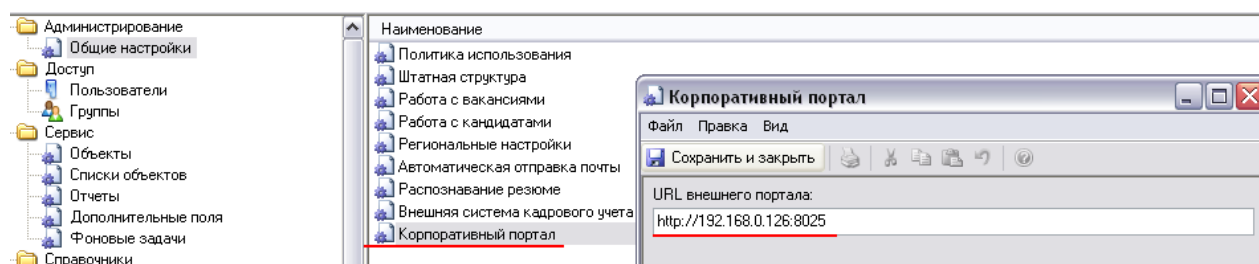 Администрирование
Общие настройки
Доступ
Пользователи
Группы
Сервис
Объекты
Списки объектов
Отчеты
Дополнительные поля
Фоновые задачи
Справочники
Наименование
Политика использования
Штатная структура
Работа с вакансиями
Работа с кандидатами
Региональные настройки
Автоматическая отправка почты
Распознавание резюме
Внешняя система кадрового учета
Корпоративный портал
Корпоративный портал
Файл Правка Вид
Сохранить и закрыть
URL внешнего портала:
http://192.168.0.126:8025